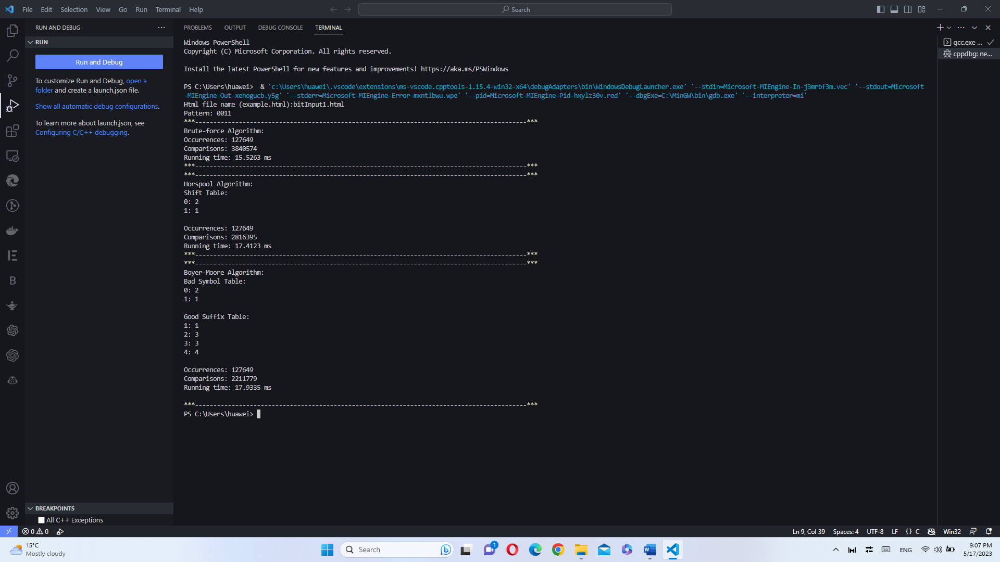 File Edit Selection View Go Run Terminal Help
Search
RUN AND DEBUG
RUN
Run and Debug
To customize Run and Debug, open a
folder and create a launch.json file.
Show all automatic debug configurations.
To learn more about launch.json, see
Configuring C/C++ debugging.
BREAKPOINTS
All C++ Exceptions
PROBLEMS OUTPUT DEBUG CONSOLE TERMINAL
gcc.exe ...
cppdbg: ne...
Windows PowerShell
Copyright (C) Microsoft Corporation. All rights reserved.
Install the latest PowerShell for new features and improvements! https://aka.ms/PSWindows
PS C:\Users\huawei>  & 'c:\Users\huawei\.vscode\extensions\ms-vscode.cpptools-1.15.4-win32-x64\debugAdapters\bin\WindowsDebugLauncher.exe' '--stdin=Microsoft-MIEngine-In-j3mrbf3m.vec' '--stdout=Microsoft
-MIEngine-Out-xehogucb.y5g' '--stderr=Microsoft-MIEngine-Error-mxntlbwu.wpe' '--pid=Microsoft-MIEngine-Pid-hxylz30v.red' '--dbgExe=C:\MinGW\bin\gdb.exe' '--interpreter=mi'
Html file name (example.html):bitInput1.html
Pattern: 0011
***-------------------------------------------------------------------------------------------***
Brute-force Algorithm:
Occurrences: 127649
Comparisons: 3840574
Running time: 15.5263 ms
***-------------------------------------------------------------------------------------------***
***-------------------------------------------------------------------------------------------***
Horspool Algorithm:
Shift Table:
0: 2
1: 1
Occurrences: 127649
Comparisons: 2816395
Running time: 17.4123 ms
***-------------------------------------------------------------------------------------------***
***-------------------------------------------------------------------------------------------***
Boyer-Moore Algorithm:
Bad Symbol Table:
0: 2
1: 1
Good Suffix Table:
1: 1
2: 3
3: 3
4: 4
Occurrences: 127649
Comparisons: 2211779
Running time: 17.9335 ms
***-------------------------------------------------------------------------------------------***
PS C:\Users\huawei>
0 0
Ln 9, Col 39 Spaces: 4 UTF-8 LF {} C Win32
15°C
Mostly cloudy
Search
1
ENG
9:07 PM
5/17/2023